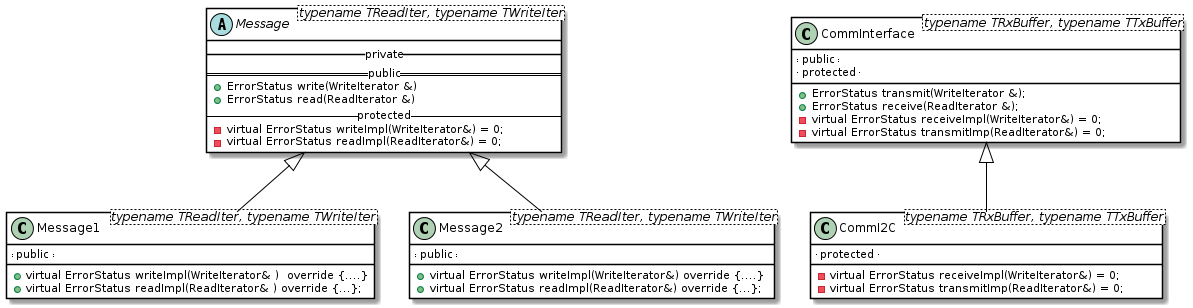 typename TReadIter, typename TWriteIter
A Message
private
public
ErrorStatus write(WriteIterator &)
ErrorStatus read(ReadIterator &)
protected
virtual ErrorStatus writeImpl(WriteIterator&) = 0;
virtual ErrorStatus readImpl(ReadIterator&) = 0;
typename TRxBuffer, typename TTxBuffer
C CommInterface
: public :
· protected ·
ErrorStatus transmit(WriteIterator &);
ErrorStatus receive(ReadIterator &);
virtual ErrorStatus receiveImpl(WriteIterator&) = 0;
virtual ErrorStatus transmitImp(ReadIterator&) = 0;
typename TReadIter, typename TWriteIter
C Message1
: public :
virtual ErrorStatus writeImpl(WriteIterator& )  override {....}
virtual ErrorStatus readImpl(ReadIterator& ) override {...};
typename TReadIter, typename TWriteIter
C Message2
: public :
virtual ErrorStatus writeImpl(WriteIterator&) override {....}
virtual ErrorStatus readImpl(ReadIterator&) override {...};
typename TRxBuffer, typename TTxBuffer
C CommI2C
· protected ·
virtual ErrorStatus receiveImpl(WriteIterator&) = 0;
virtual ErrorStatus transmitImp(ReadIterator&) = 0;